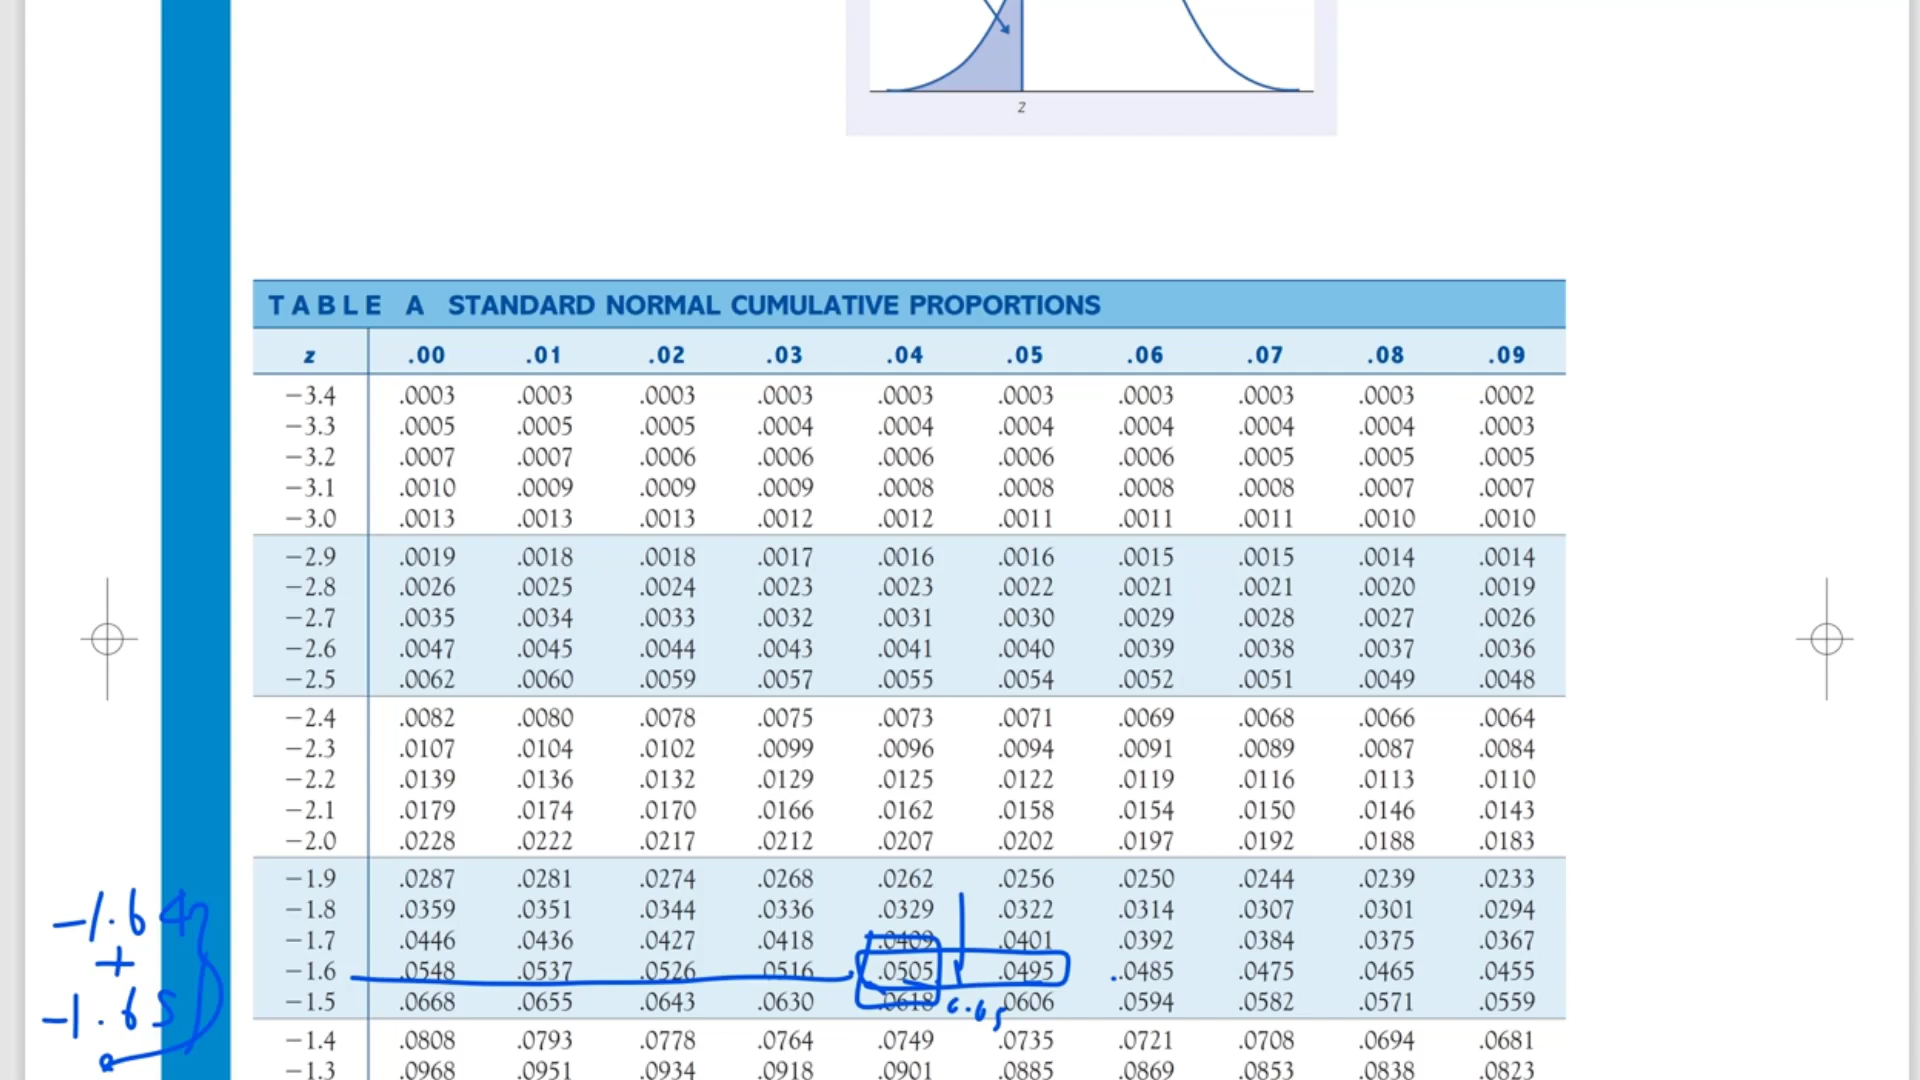 z
TABLE A STANDARD NORMAL CUMULATIVE PROPORTIONS
z .00 .01 .02 .03 .04 .05 .06 .07 .08 .09
−3.4 .0003 .0003 .0003 .0003 .0003 .0003 .0003 .0003 .0003 .0002
−3.3 .0005 .0005 .0005 .0004 .0004 .0004 .0004 .0004 .0004 .0003
−3.2 .0007 .0007 .0006 .0006 .0006 .0006 .0006 .0005 .0005 .0005
−3.1 .0010 .0009 .0009 .0009 .0008 .0008 .0008 .0008 .0007 .0007
−3.0 .0013 .0013 .0013 .0012 .0012 .0011 .0011 .0011 .0010 .0010
−2.9 .0019 .0018 .0018 .0017 .0016 .0016 .0015 .0015 .0014 .0014
−2.8 .0026 .0025 .0024 .0023 .0023 .0022 .0021 .0021 .0020 .0019
−2.7 .0035 .0034 .0033 .0032 .0031 .0030 .0029 .0028 .0027 .0026
−2.6 .0047 .0045 .0044 .0043 .0041 .0040 .0039 .0038 .0037 .0036
−2.5 .0062 .0060 .0059 .0057 .0055 .0054 .0052 .0051 .0049 .0048
−2.4 .0082 .0080 .0078 .0075 .0073 .0071 .0069 .0068 .0066 .0064
−2.3 .0107 .0104 .0102 .0099 .0096 .0094 .0091 .0089 .0087 .0084
−2.2 .0139 .0136 .0132 .0129 .0125 .0122 .0119 .0116 .0113 .0110
−2.1 .0179 .0174 .0170 .0166 .0162 .0158 .0154 .0150 .0146 .0143
−2.0 .0228 .0222 .0217 .0212 .0207 .0202 .0197 .0192 .0188 .0183
−1.9 .0287 .0281 .0274 .0268 .0262 .0256 .0250 .0244 .0239 .0233
−1.8 .0359 .0351 .0344 .0336 .0329 .0322 .0314 .0307 .0301 .0294
−1.7 .0446 .0436 .0427 .0418 .0409 .0401 .0392 .0384 .0375 .0367
−1.6 .0548 .0537 .0526 .0516 .0505 .0495 .0485 .0475 .0465 .0455
−1.5 .0668 .0655 .0643 .0630 .0618 .0606 .0594 .0582 .0571 .0559
−1.4 .0808 .0793 .0778 .0764 .0749 .0735 .0721 .0708 .0694 .0681
−1.3 .0968 .0951 .0934 .0918 .0901 .0885 .0869 .0853 .0838 .0823
-1.64
+
-1.65